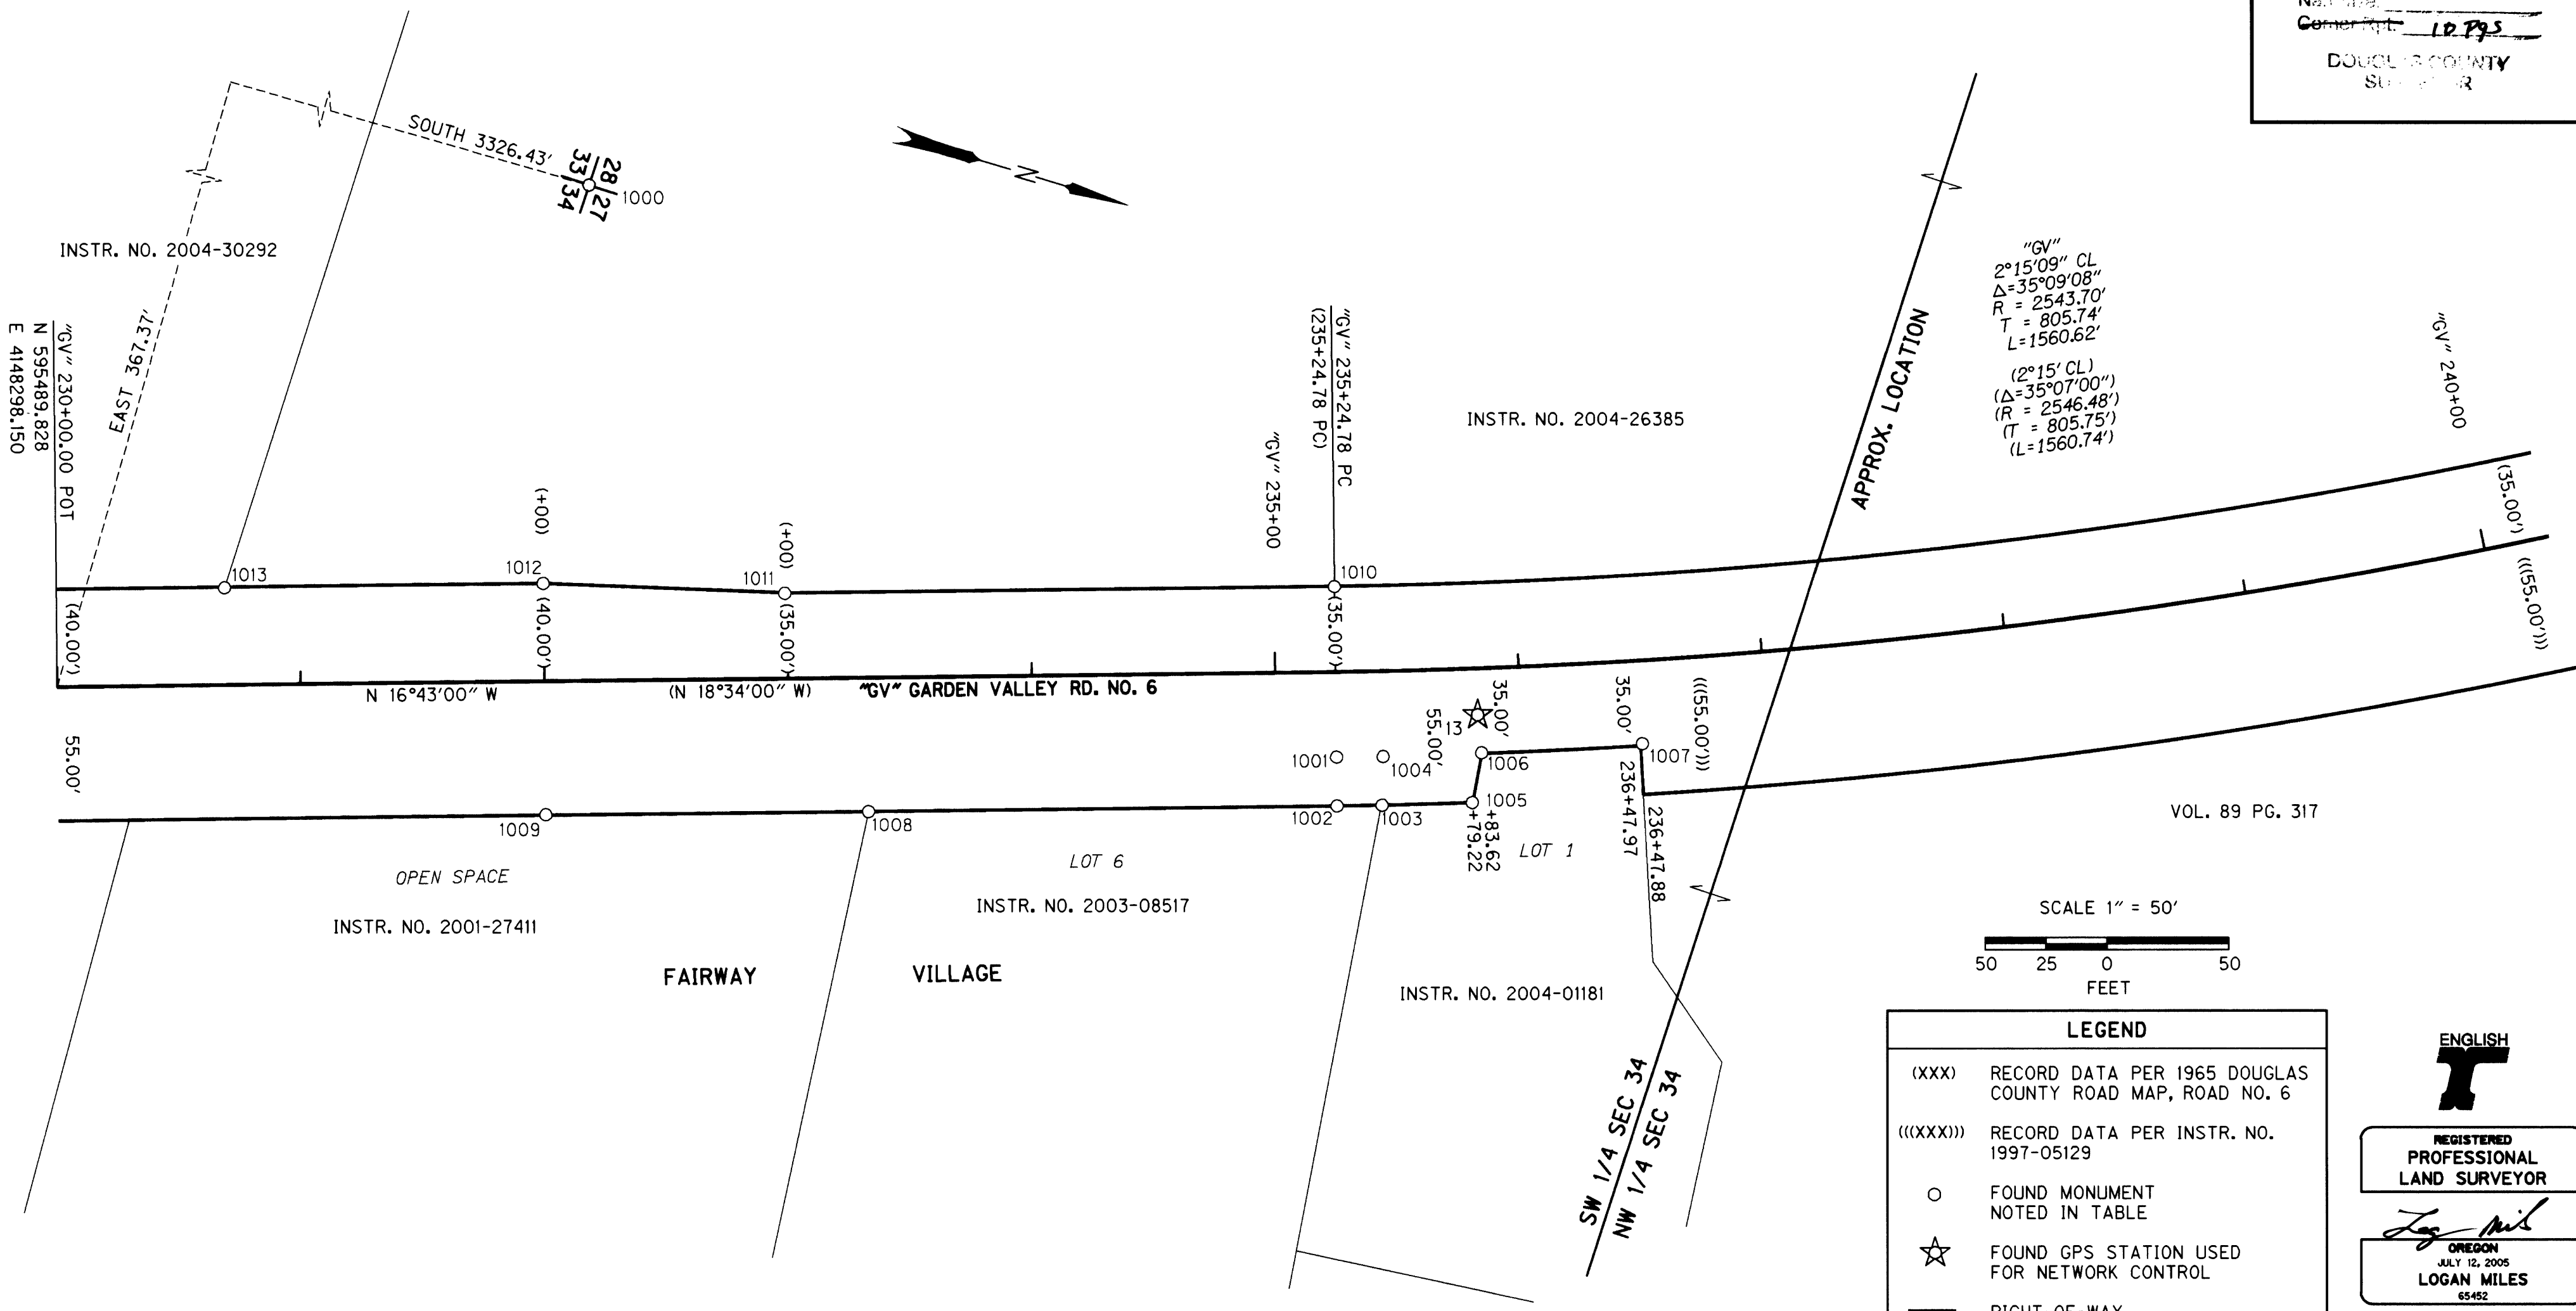 10 Pgs
DOUGLAS COUNTY
SOUTH 3326.43'
28
27
33
34
1000
INSTR. NO. 2004-30292
EAST 367.37'
"GV" 230+00.00 POT
N 595489.828
E 4148298.150
"GV" 235+24.78 PC
(235+24.78 PC)
"GV" 235+00
N
INSTR. NO. 2004-26385
APPROX. LOCATION
"GV"
2°15'09" CL
Δ=35°09'08"
R = 2543.70'
T = 805.74'
L=1560.62'
(2°15' CL)
(Δ=35°07'00")
(R = 2546.48')
(T = 805.75')
(L=1560.74')
"GV" 240+00
(35.00')
(((55.00')))
(+00)
(+00)
1013
1012
1011
1010
(40.00')
(40.00')
(35.00')
(35.00')
N 16°43'00" W
(N 18°34'00" W)
"GV" GARDEN VALLEY RD. NO. 6
55.00'
1001
1004
55.00'
13
35.00'
35.00'
(((55.00')))
1006
1007
1009
1008
1002
1003
1005
+83.62
+79.22
236+47.97
236+47.88
LOT 1
LOT 6
OPEN SPACE
INSTR. NO. 2001-27411
INSTR. NO. 2003-08517
FAIRWAY VILLAGE
INSTR. NO. 2004-01181
VOL. 89 PG. 317
SW 1/4 SEC 34
NW 1/4 SEC 34
SCALE 1" = 50'
50 25 0 50
FEET
LEGEND
(XXX) RECORD DATA PER 1965 DOUGLAS
COUNTY ROAD MAP, ROAD NO. 6
(((XXX))) RECORD DATA PER INSTR. NO.
1997-05129
FOUND MONUMENT
NOTED IN TABLE
FOUND GPS STATION USED
FOR NETWORK CONTROL
RIGHT OF-WAY
ENGLISH
REGISTERED
PROFESSIONAL
LAND SURVEYOR
OREGON
JULY 12, 2005
LOGAN MILES
65452